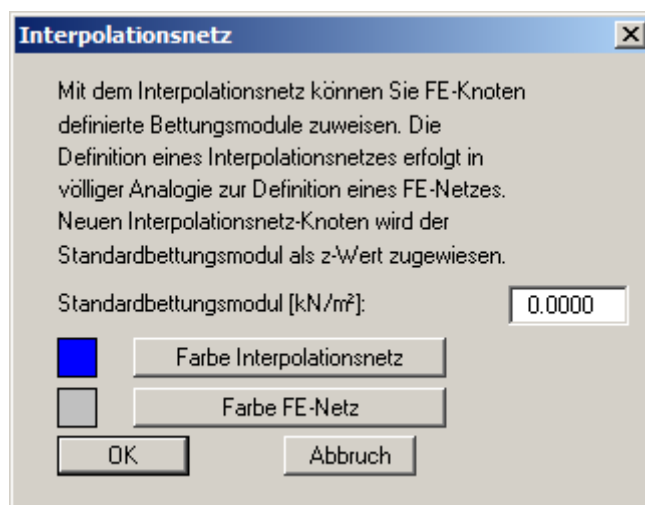 Interpolationsnetz
Mit dem Interpolationsnetz können Sie FE-Knoten
definierte Bettungsmodule zuweisen. Die
Definition eines Interpolationsnetzes erfolgt in
völliger Analogie zur Definition eines FE-Netzes.
Neuen Interpolationsnetz-Knoten wird der
Standardbettungsmodul als z-Wert zugewiesen.
Standardbettungsmodul [kN/m²]: 0.0000
Farbe Interpolationsnetz
Farbe FE-Netz
OK Abbruch